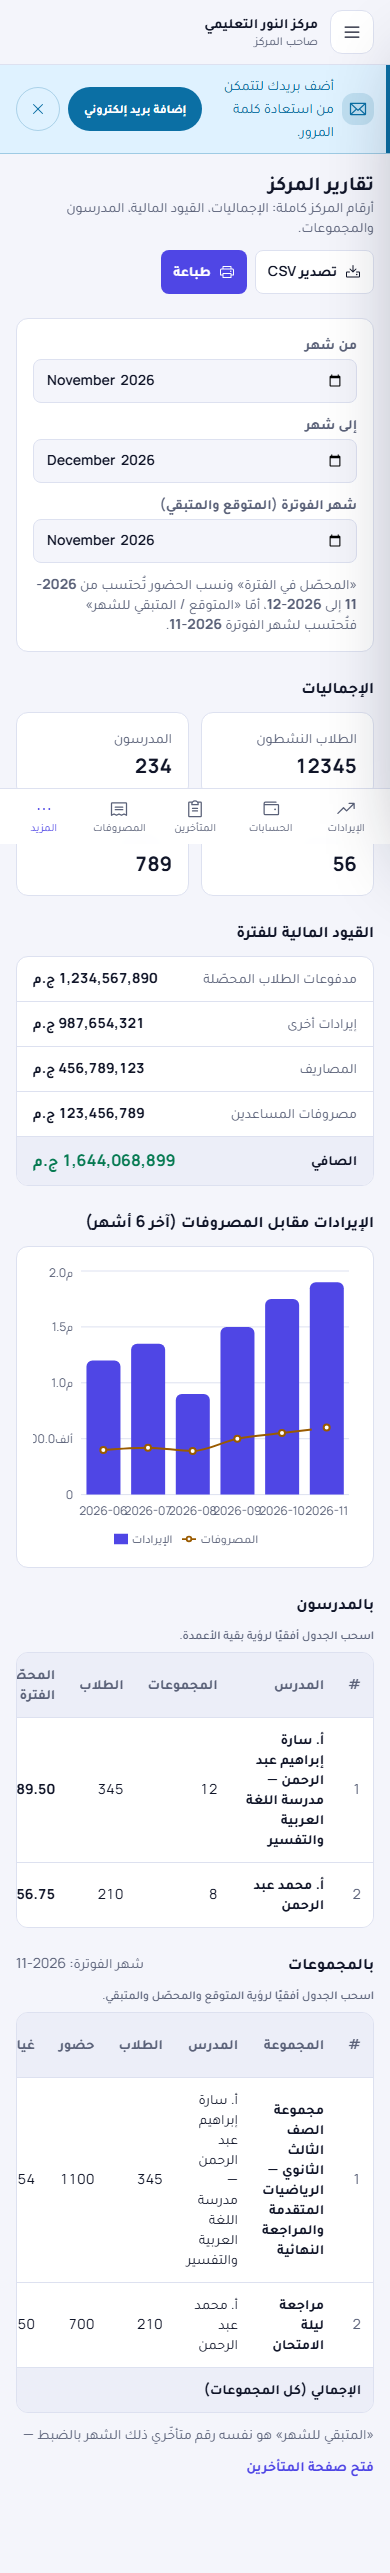 مركز النور التعليمي
صاحب المركز
أضف بريدك لتتمكن
من استعادة كلمة
المرور.
إضافة بريد إلكتروني
تقارير المركز
أرقام المركز كاملة: الإجماليات، القيود المالية، المدرسون
والمجموعات.
تصدير CSV
طباعة
من شهر
November 2026
إلى شهر
December 2026
شهر الفوترة (المتوقع والمتبقي)
November 2026
«المحصّل في الفترة» ونسب الحضور تُحتسب من 2026-
11 إلى 2026-12، أمّا «المتوقع / المتبقي للشهر»
فتُحتسب لشهر الفوترة 2026-11.
الإجماليات
الطلاب النشطون
12345
المدرسون
234
الإيرادات
الحسابات
المتأخرين
المصروفات
المزيد
56
789
القيود المالية للفترة
مدفوعات الطلاب المحصّلة
1,234,567,890 ج.م
إيرادات أخرى
987,654,321 ج.م
المصاريف
456,789,123 ج.م
مصروفات المساعدين
123,456,789 ج.م
الصافي
1,644,068,899 ج.م
الإيرادات مقابل المصروفات (آخر 6 أشهر)
2.0م
1.5م
1.0م
00.0ألف
0
2026-06 2026-07 2026-08 2026-09 2026-10 2026-11
الإيرادات
المصروفات
بالمدرسون
اسحب الجدول أفقيًا لرؤية بقية الأعمدة.
# المدرس المجموعات الطلاب
الفترة
1
أ. سارة
إبراهيم عبد
الرحمن —
مدرسة اللغة
العربية
والتفسير
12
345
89.50
2
أ. محمد عبد
الرحمن
8
210
56.75
بالمجموعات
شهر الفوترة: 2026-11
اسحب الجدول أفقيًا لرؤية المتوقع والمحصّل والمتبقي.
# المجموعة المدرس الطلاب حضور
1
مجموعة
الصف
الثالث
الثانوي —
الرياضيات
المتقدمة
والمراجعة
النهائية
أ. سارة
إبراهيم
عبد
الرحمن
—
مدرسة
اللغة
العربية
والتفسير
345
1100
54
2
مراجعة
ليلة
الامتحان
أ. محمد
عبد
الرحمن
210
700
50
الإجمالي (كل المجموعات)
«المتبقي للشهر» هو نفسه رقم متأخّري ذلك الشهر بالضبط —
فتح صفحة المتأخرين